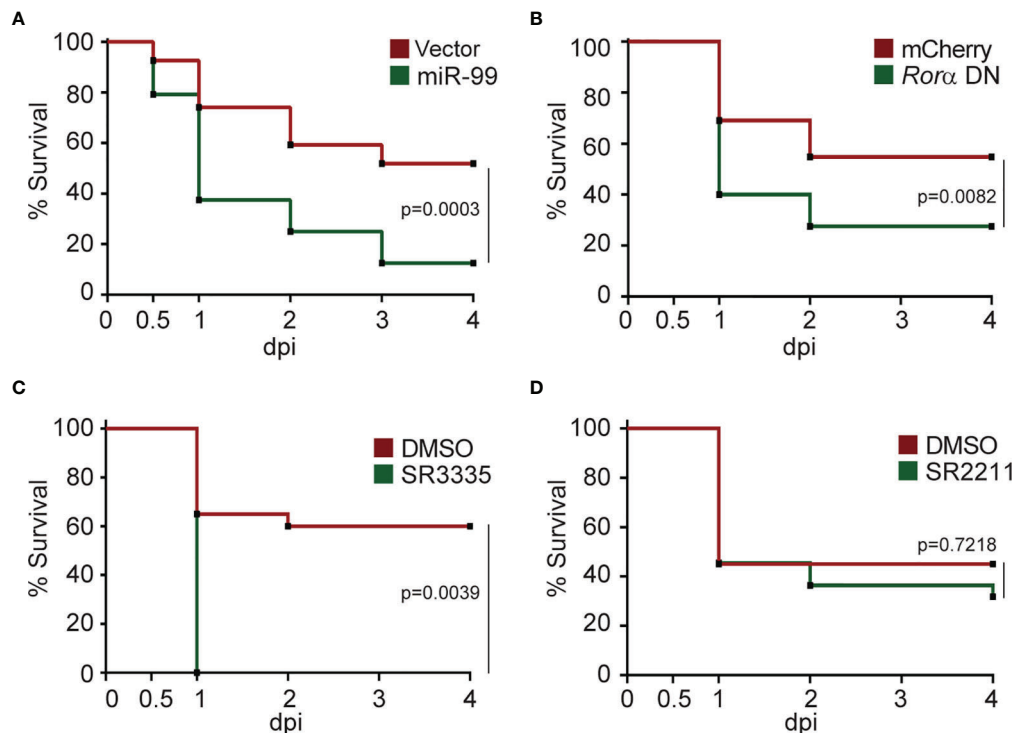 A
Vector
miR-99
% Survival
100
80
60
40
20
0
p=0.0003
0 0.5 1 2 3 4
dpi
B
mCherry
Rorα DN
% Survival
100
80
60
40
20
0
p=0.0082
0 0.5 1 2 3 4
dpi
C
DMSO
SR3335
% Survival
100
80
60
40
20
0
p=0.0039
0 0.5 1 2 3 4
dpi
D
DMSO
SR2211
% Survival
100
80
60
40
20
0
p=0.7218
0 0.5 1 2 3 4
dpi